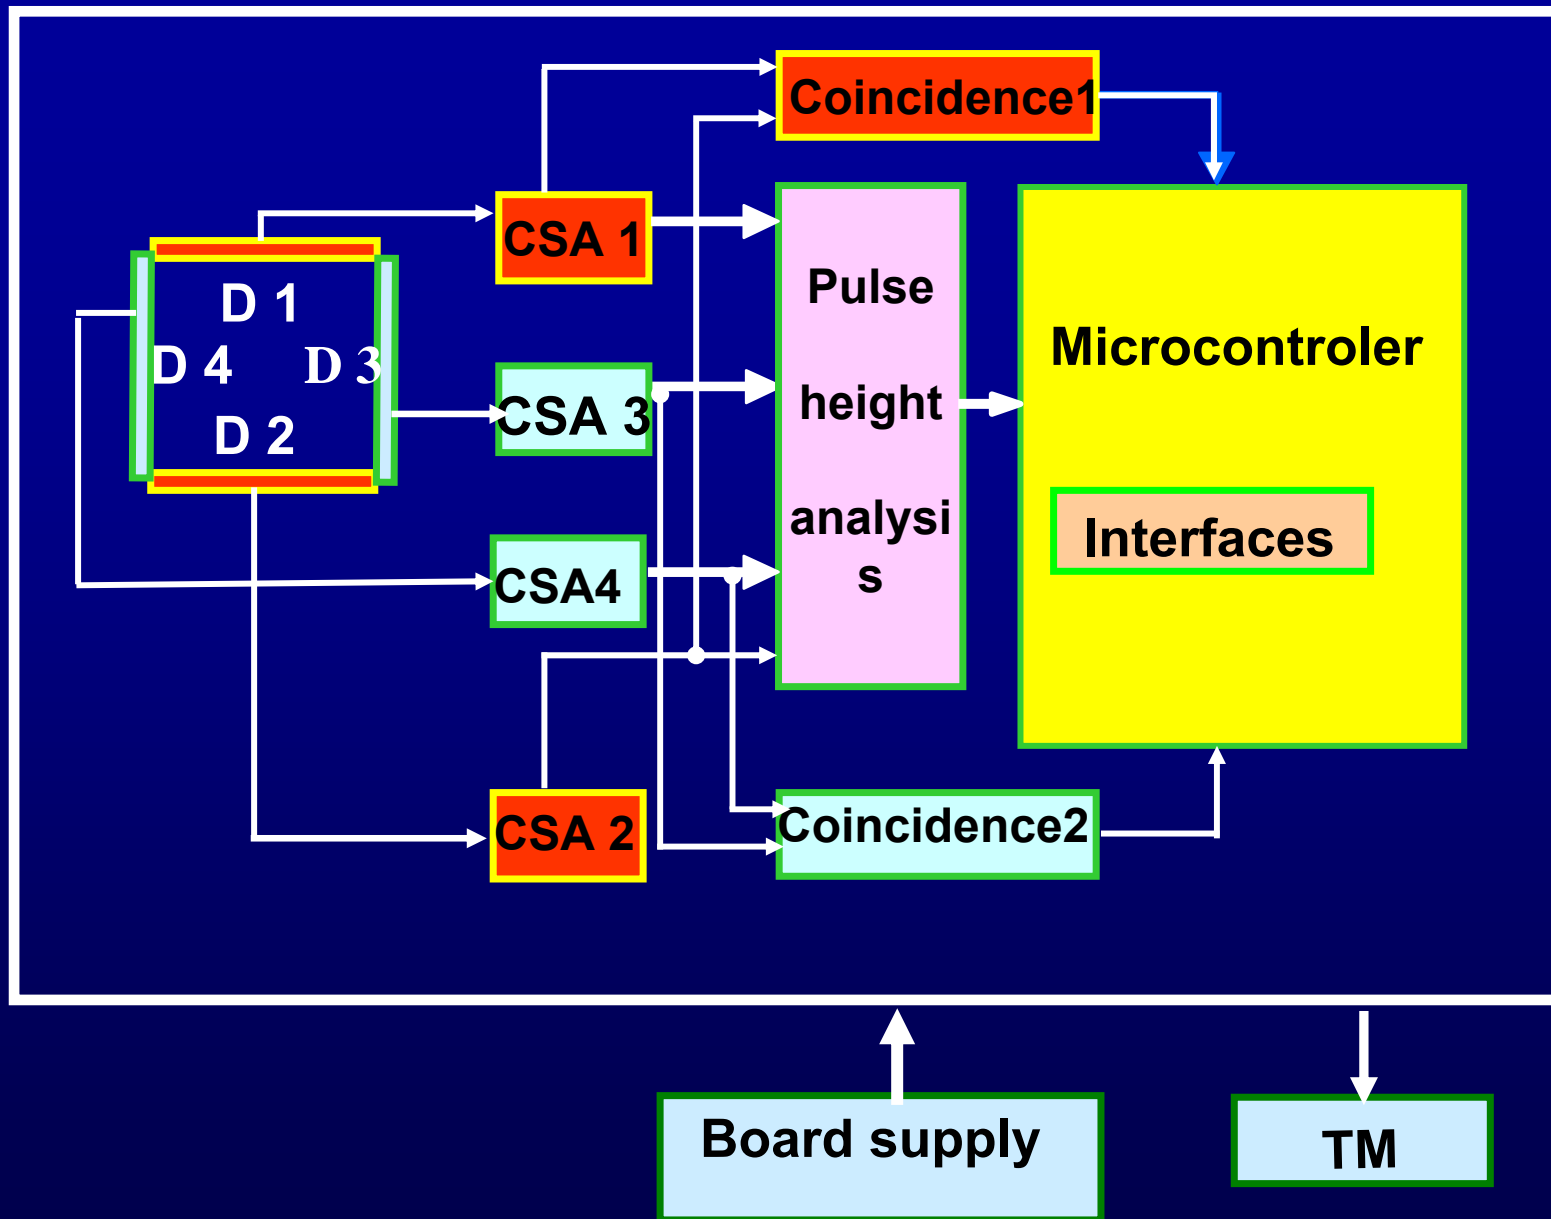 Coincidence1
CSA 1
Pulse
height
analysi
s
Microcontroler
D 1
D 4
D 3
D 2
CSA 3
Interfaces
CSA4
CSA 2
Coincidence2
Board supply
TM